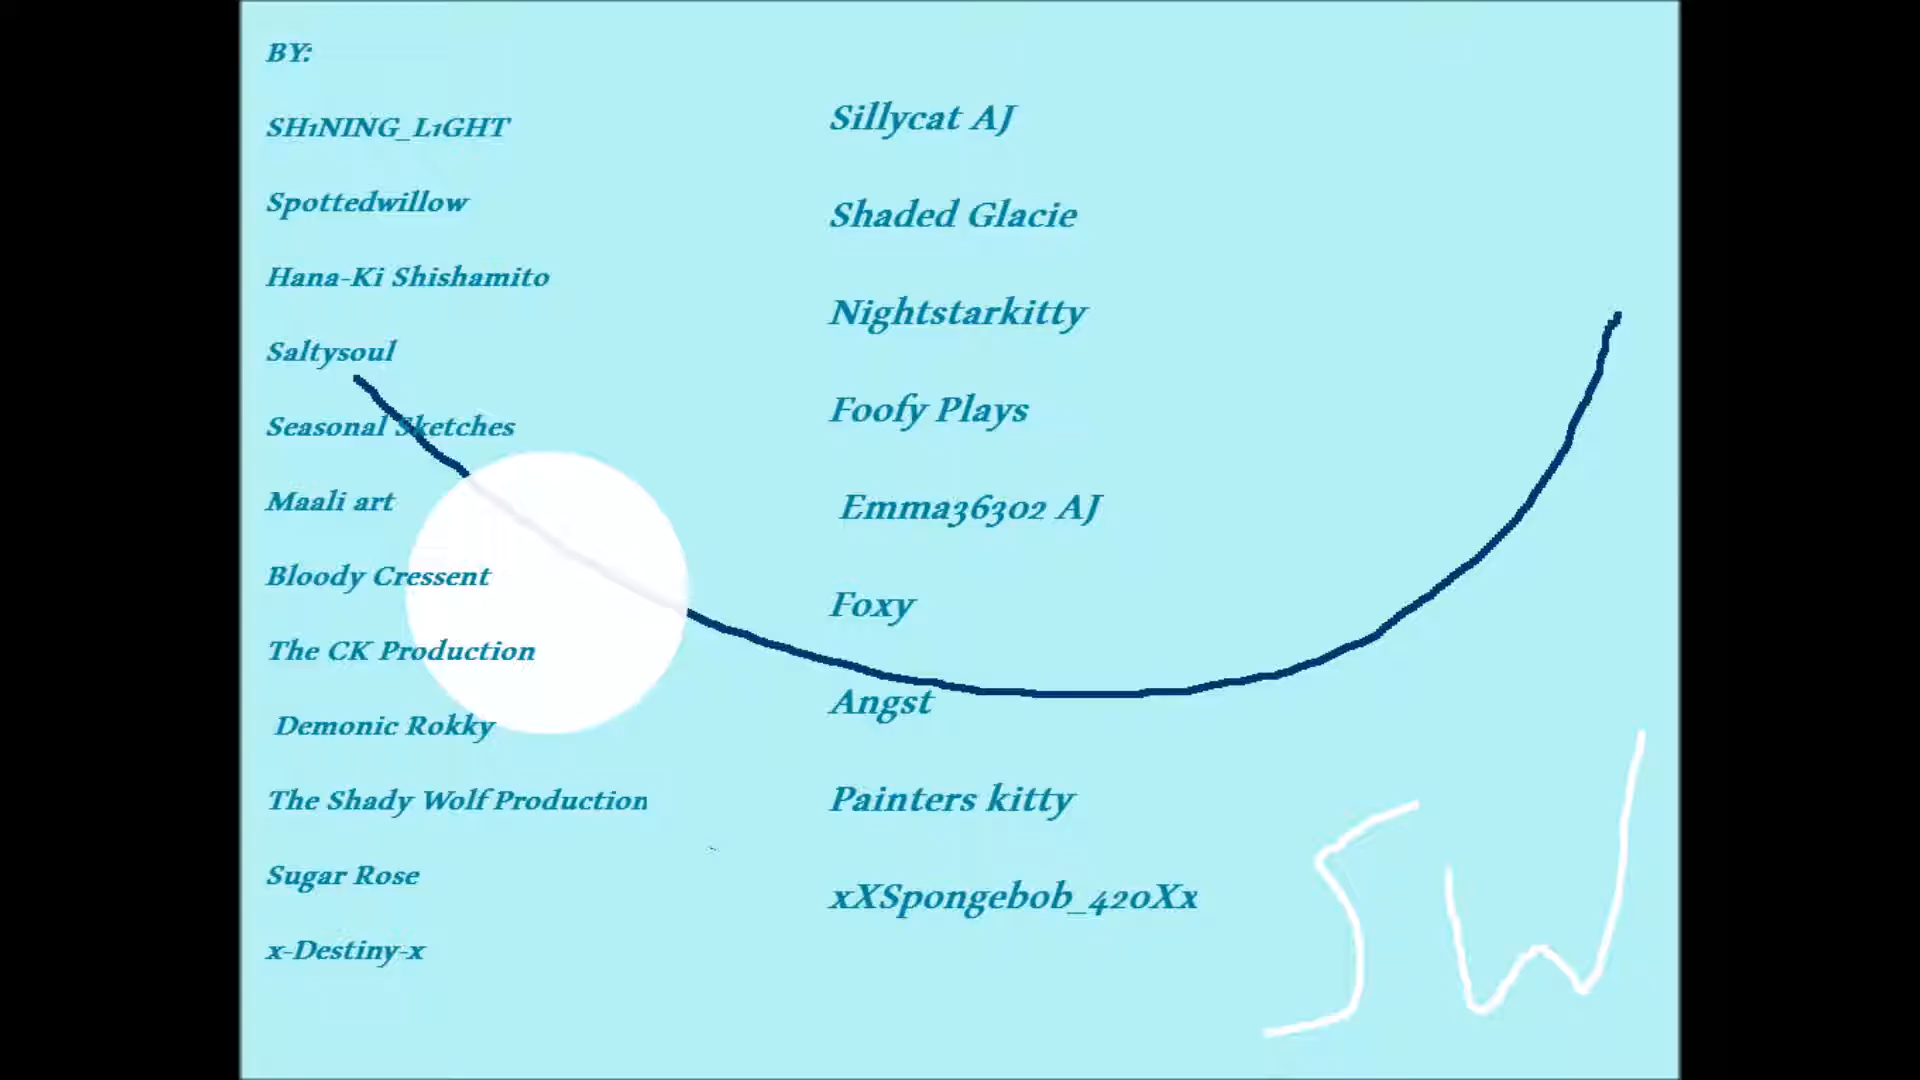 BY:
SH1NING_L1GHT
Spottedwillow
Hana-Ki Shishamito
Saltysoul
Seasonal Sketches
Maali art
Bloody Cressent
The CK Production
Demonic Rokky
The Shady Wolf Production
Sugar Rose
x-Destiny-x
Sillycat AJ
Shaded Glacie
Nightstarkitty
Foofy Plays
Emma36302 AJ
Foxy
Angst
Painters kitty
xXSpongebob_420Xx
SW